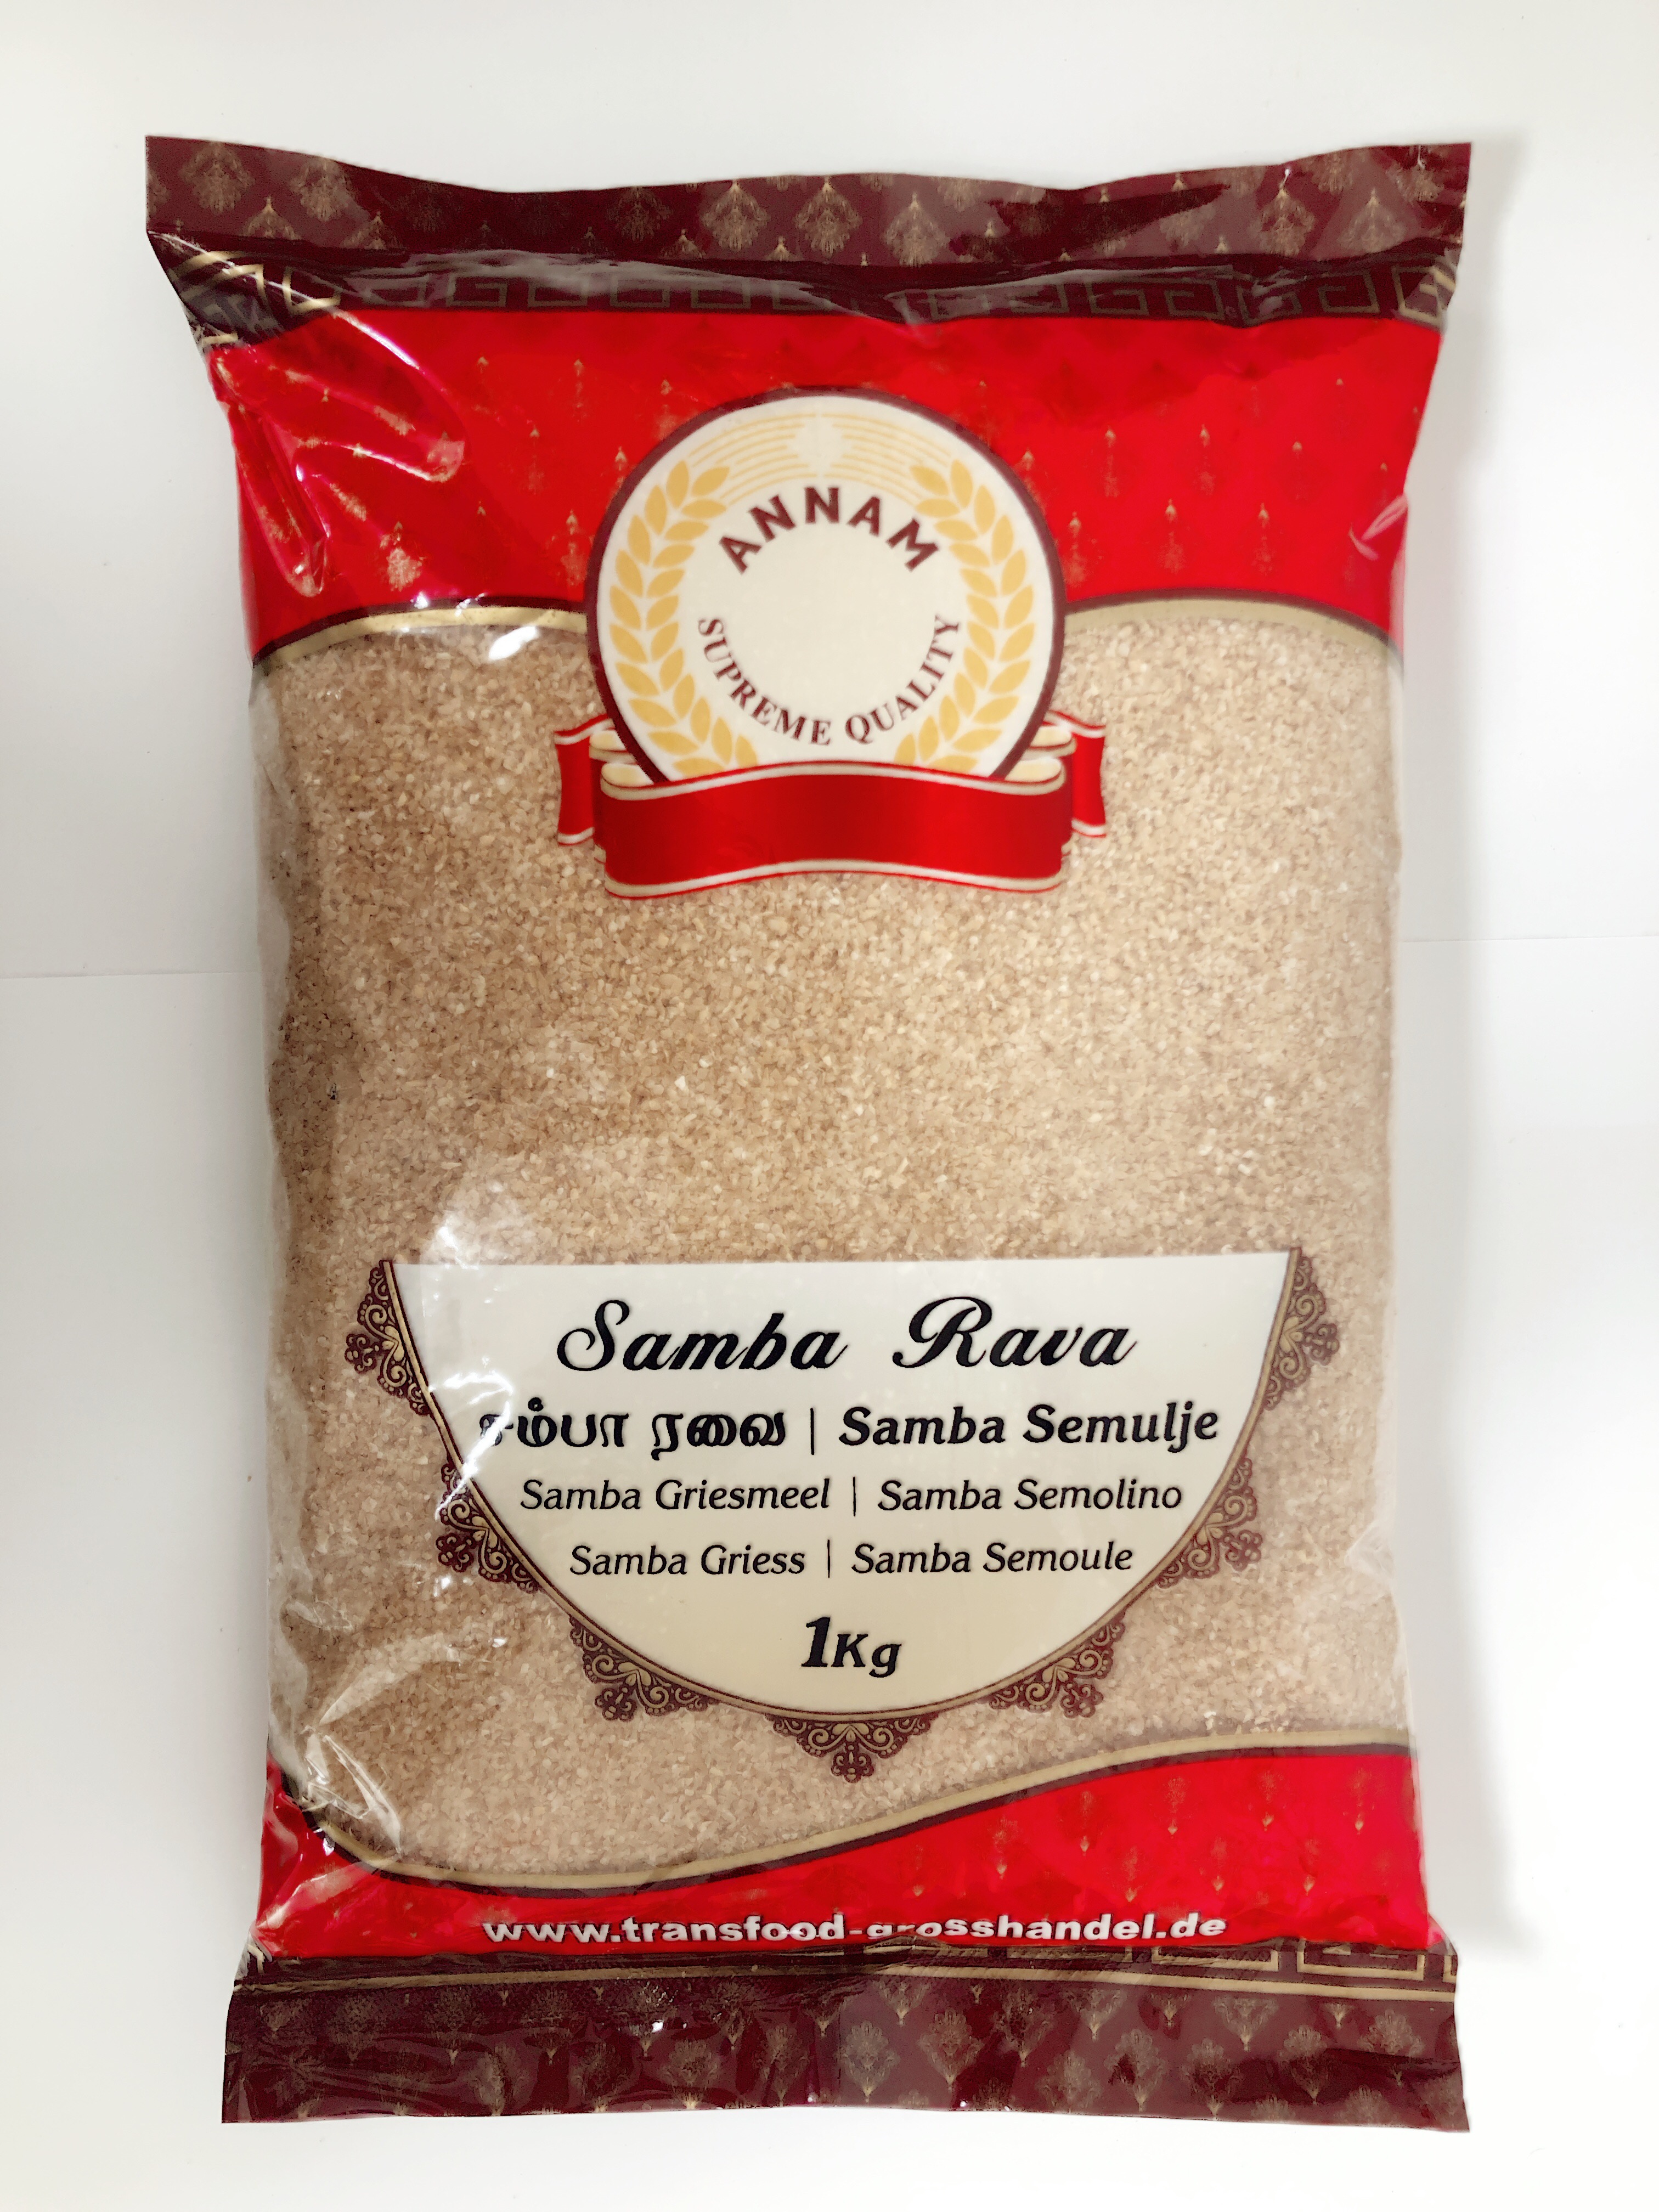 ANNAM
SUPREME QUALITY
Samba Rava
சம்பா ரவை | Samba Semulje
Samba Griesmeel | Samba Semolino
Samba Griess | Samba Semoule
1Kg
www.transfood-grosshandel.de